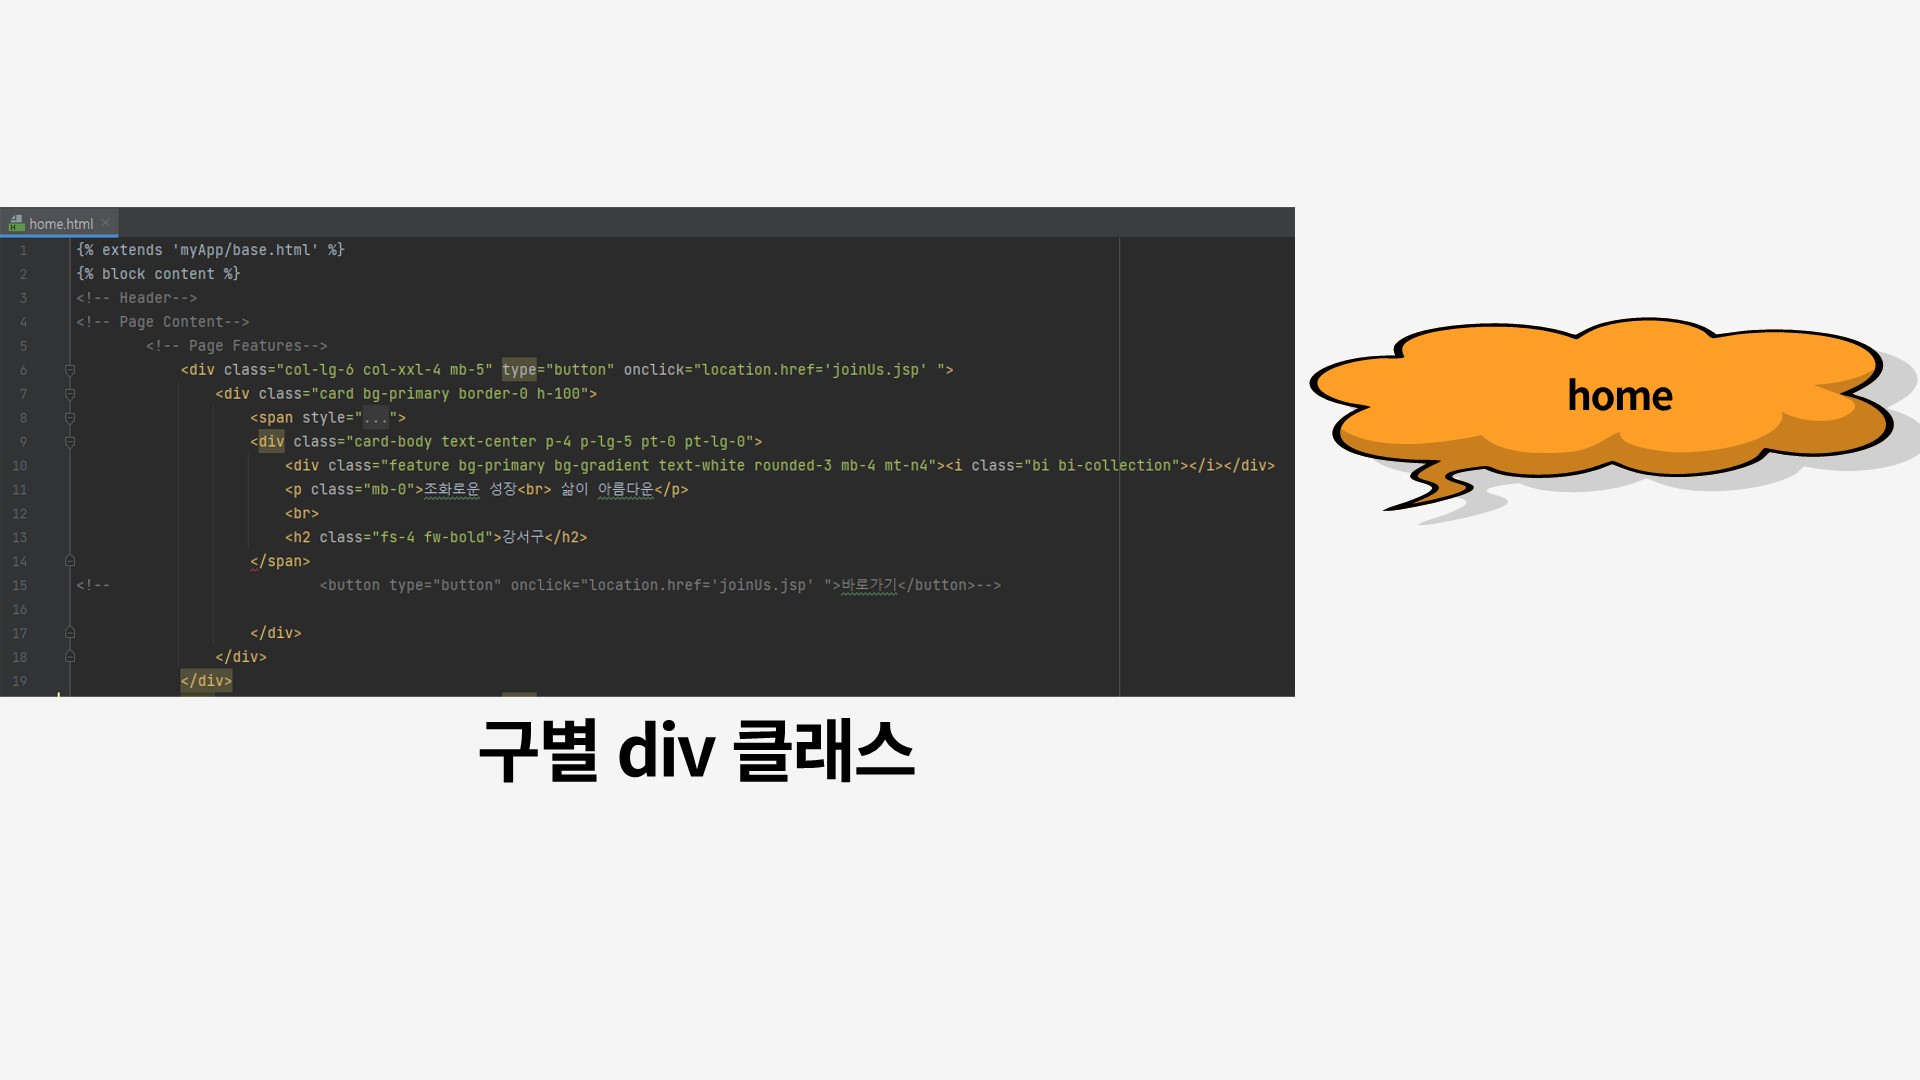 home.html
1 {% extends 'myApp/base.html' %}
2 {% block content %}
3 <!-- Header-->
4 <!-- Page Content-->
5 <!-- Page Features-->
6 <div class="col-lg-6 col-xxl-4 mb-5" type="button" onclick="location.href='joinUs.jsp' ">
7 <div class="card bg-primary border-0 h-100">
8 <span style="...">
9 <div class="card-body text-center p-4 p-lg-5 pt-0 pt-lg-0">
10 <div class="feature bg-primary bg-gradient text-white rounded-3 mb-4 mt-n4"><i class="bi bi-collection"></i></div>
11 <p class="mb-0">조화로운 성장<br> 삶이 아름다운</p>
12 <br>
13 <h2 class="fs-4 fw-bold">강서구</h2>
14 </span>
15 <!-- <button type="button" onclick="location.href='joinUs.jsp' ">바로가기</button>-->
16
17 </div>
18 </div>
19 </div>
home
구별 div 클래스